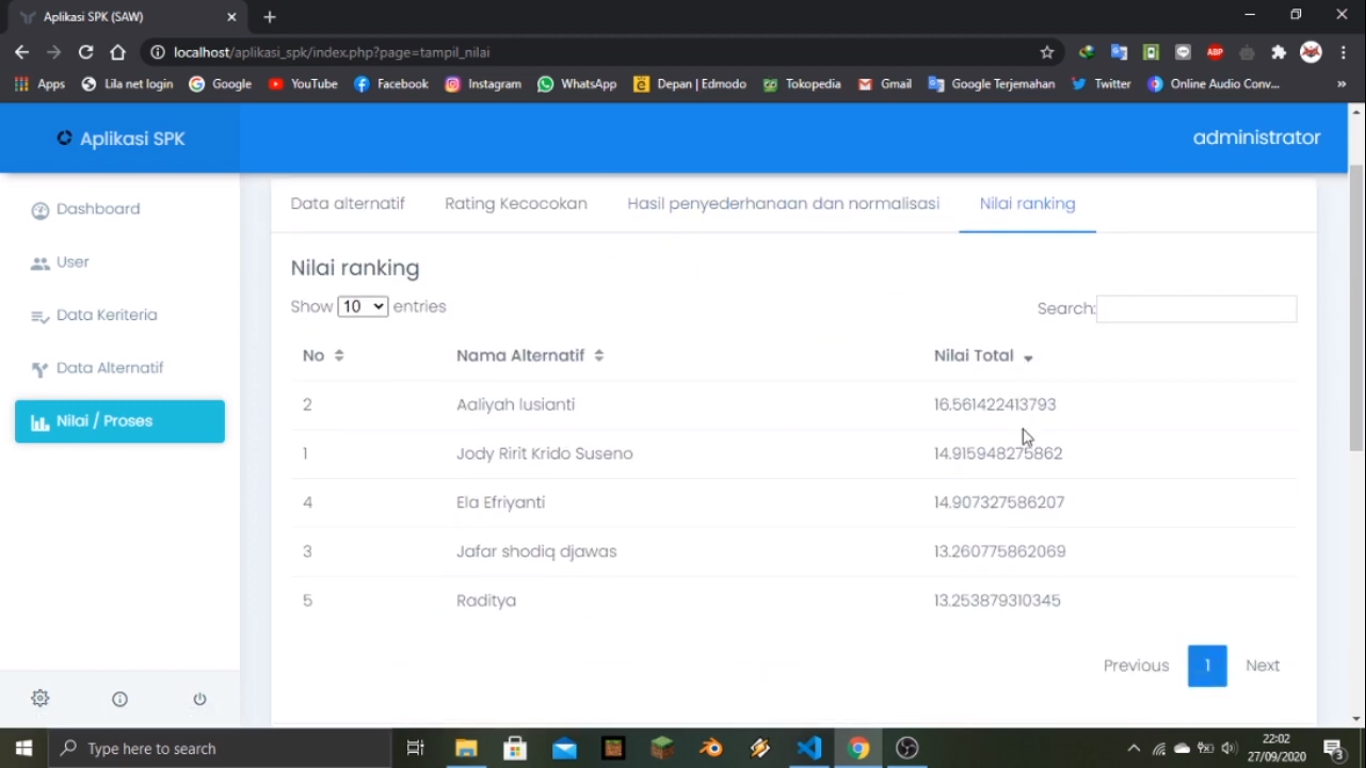 Aplikasi SPK (SAW)
localhost/aplikasi_spk/index.php?page=tampil_nilai
ABP
Apps Lila net login Google YouTube Facebook Instagram WhatsApp Depan | Edmodo Tokopedia Gmail Google Terjemahan Twitter Online Audio Conv... »
Aplikasi SPK
administrator
Dashboard
User
Data Keriteria
Data Alternatif
Nilai / Proses
Data alternatif Rating Kecocokan Hasil penyederhanaan dan normalisasi Nilai ranking
Nilai ranking
Show 10 entries
Search:
No Nama Alternatif Nilai Total
2 Aaliyah lusianti 16.561422413793
1 Jody Ririt Krido Suseno 14.915948275862
4 Ela Efriyanti 14.907327586207
3 Jafar shodiq djawas 13.260775862069
5 Raditya 13.253879310345
Previous 1 Next
Type here to search
22:02
27/09/2020
3